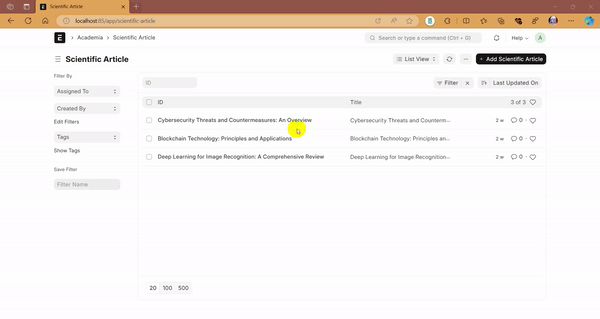 Scientific Article
localhost:85/app/scientific article
E
Academia
Scientific Article
Search or type a command (Ctrl + G)
Help
A
Scientific Article
List View
+ Add Scientific Article
Filter By
Assigned To
Created By
Edit Filters
Tags
Show Tags
Save Filter
Filter Name
ID
Filter
Last Updated On
ID
Title
3 of 3
Cybersecurity Threats and Countermeasures: An Overview
Cybersecurity Threats and Counterm...
2 w
0
Blockchain Technology: Principles and Applications
Blockchain Technology: Principles an...
2 w
0
Deep Learning for Image Recognition: A Comprehensive Review
Deep Learning for Image Recognition...
2 w
0
20 100 500